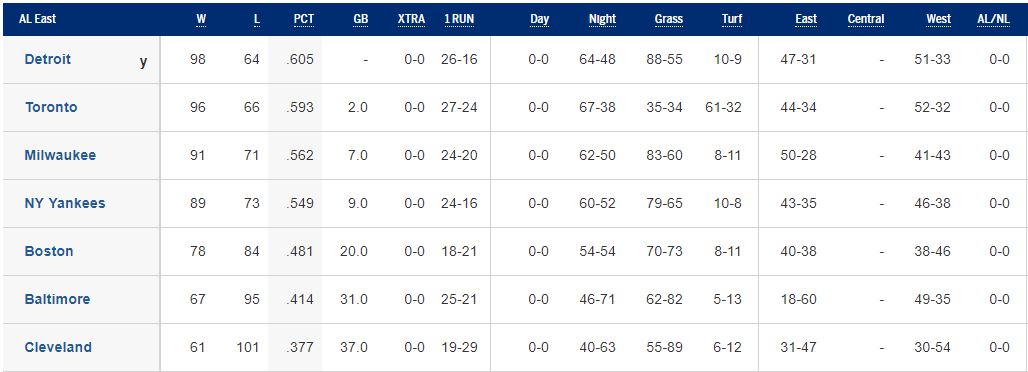 AL East W L PCT GB XTRA 1 RUN Day Night Grass Turf East Central West AL/NL
Detroit y 98 64 .605 - 0-0 26-16 0-0 64-48 88-55 10-9 47-31 - 51-33 0-0
Toronto 96 66 .593 2.0 0-0 27-24 0-0 67-38 35-34 61-32 44-34 - 52-32 0-0
Milwaukee 91 71 .562 7.0 0-0 24-20 0-0 62-50 83-60 8-11 50-28 - 41-43 0-0
NY Yankees 89 73 .549 9.0 0-0 24-16 0-0 60-52 79-65 10-8 43-35 - 46-38 0-0
Boston 78 84 .481 20.0 0-0 18-21 0-0 54-54 70-73 8-11 40-38 - 38-46 0-0
Baltimore 67 95 .414 31.0 0-0 25-21 0-0 46-71 62-82 5-13 18-60 - 49-35 0-0
Cleveland 61 101 .377 37.0 0-0 19-29 0-0 40-63 55-89 6-12 31-47 - 30-54 0-0